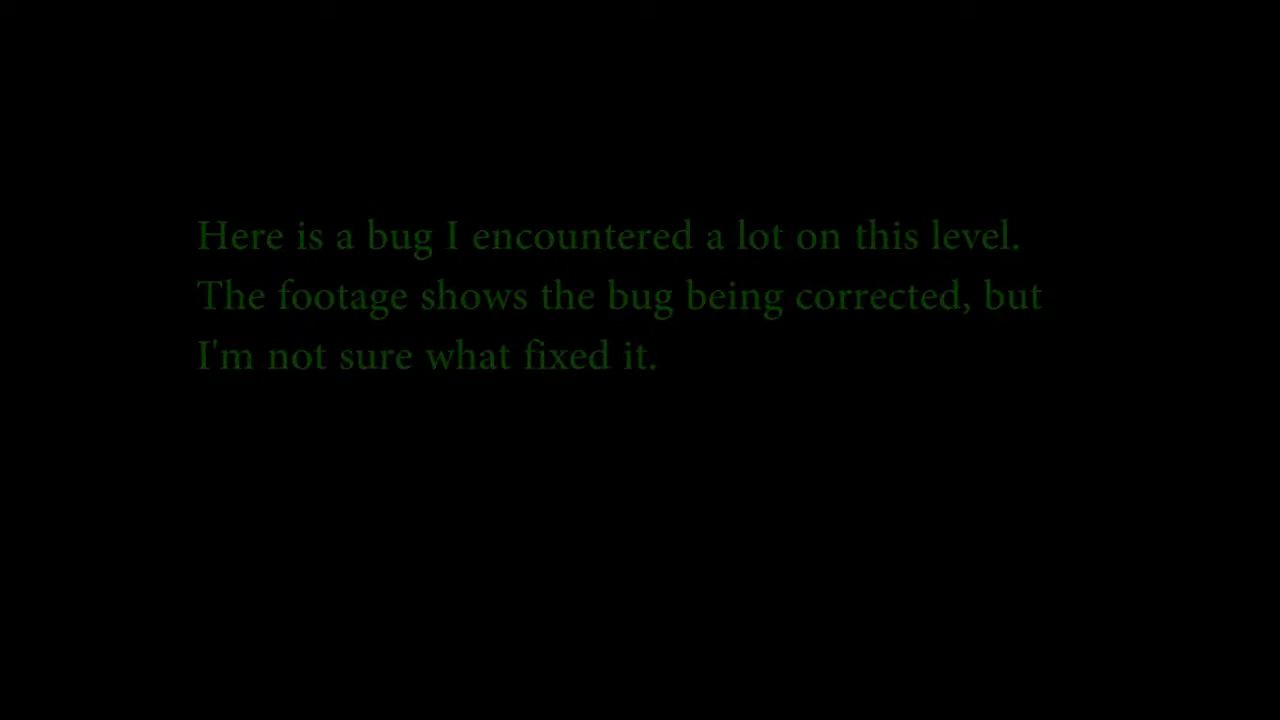 Here is a bug I encountered a lot on this level.
The footage shows the bug being corrected, but
I'm not sure what fixed it.